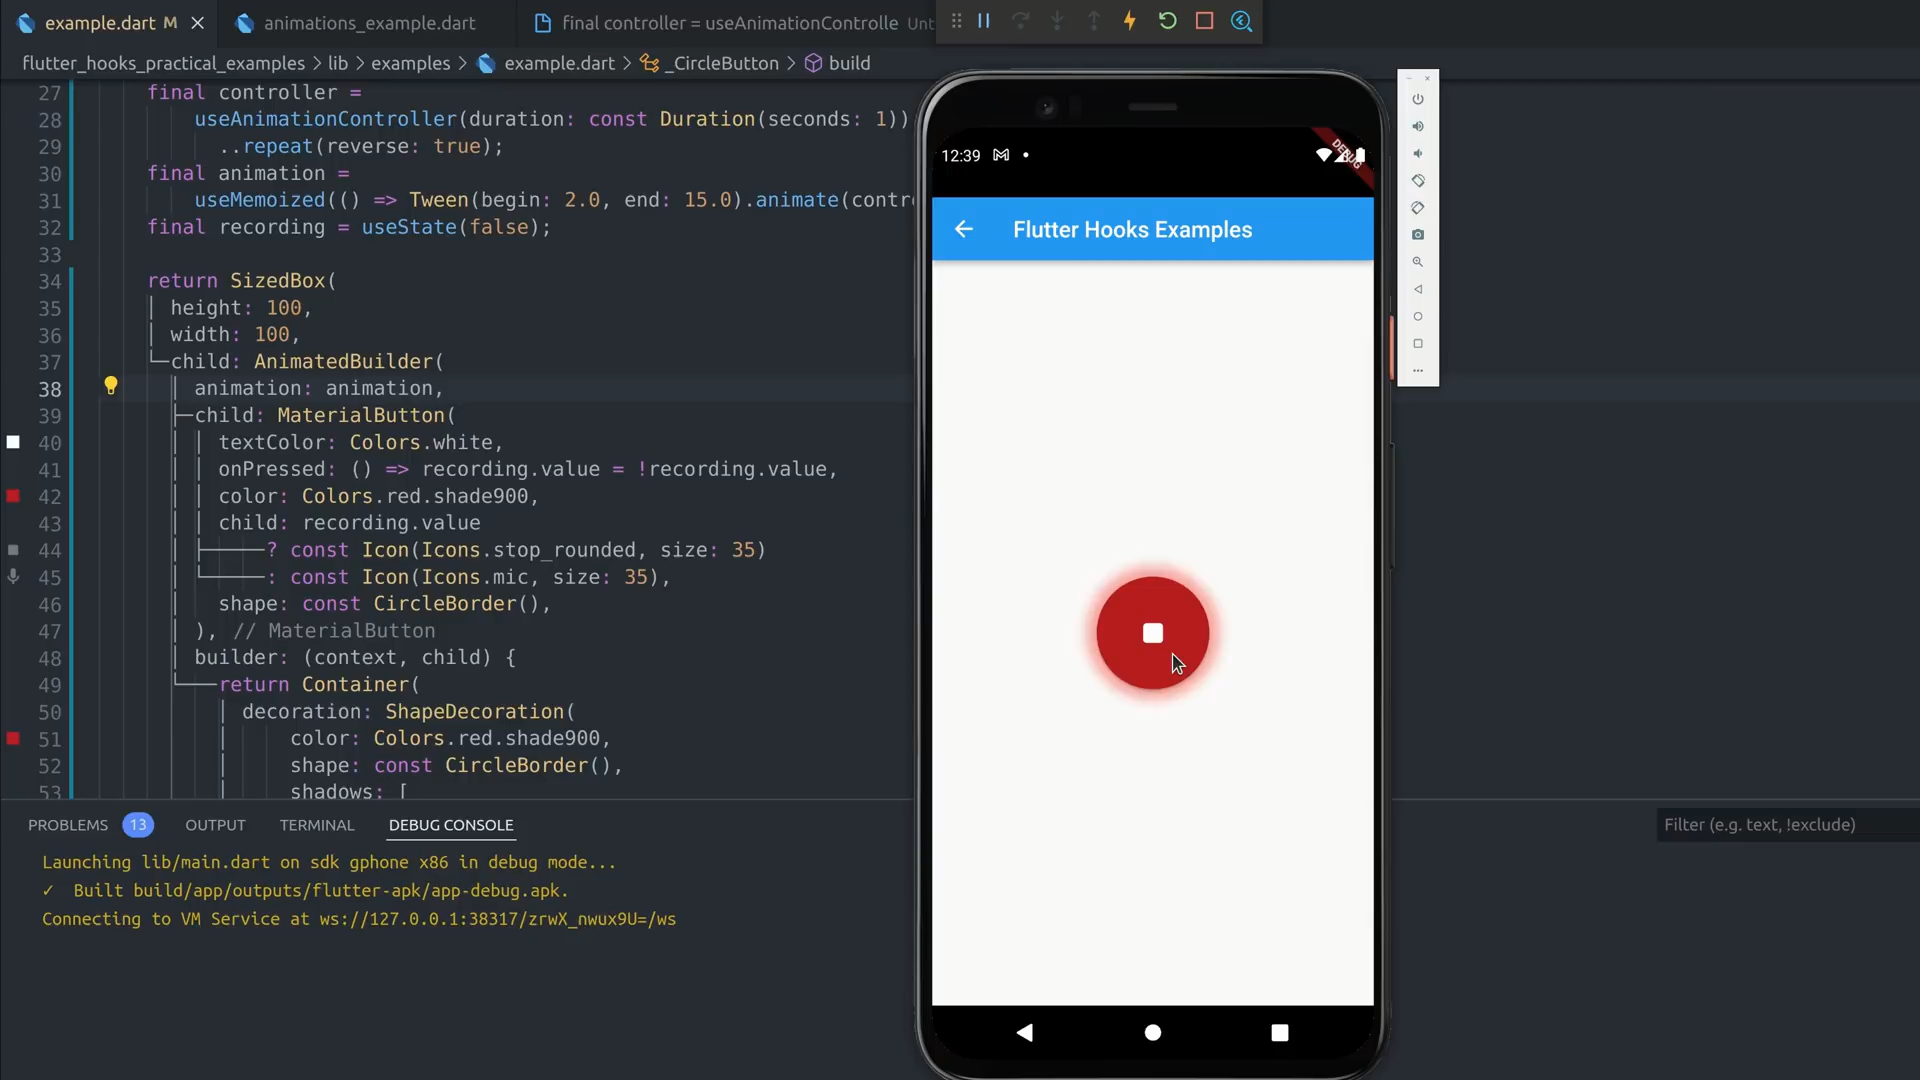 example.dart M
animations_example.dart
final controller = useAnimationControlle Unt
flutter_hooks_practical_examples > lib > examples > example.dart > _CircleButton > build
27 final controller =
28 useAnimationController(duration: const Duration(seconds: 1))
29 ..repeat(reverse: true);
30 final animation =
31 useMemoized(() => Tween(begin: 2.0, end: 15.0).animate(contr
32 final recording = useState(false);
33
34 return SizedBox(
35 height: 100,
36 width: 100,
37 child: AnimatedBuilder(
38 animation: animation,
39 child: MaterialButton(
40 textColor: Colors.white,
41 onPressed: () => recording.value = !recording.value,
42 color: Colors.red.shade900,
43 child: recording.value
44 ? const Icon(Icons.stop_rounded, size: 35)
45 : const Icon(Icons.mic, size: 35),
46 shape: const CircleBorder(),
47 ), // MaterialButton
48 builder: (context, child) {
49 return Container(
50 decoration: ShapeDecoration(
51 color: Colors.red.shade900,
52 shape: const CircleBorder(),
53 shadows: [
12:39
DEBUG
Flutter Hooks Examples
PROBLEMS 13 OUTPUT TERMINAL DEBUG CONSOLE
Filter (e.g. text, !exclude)
Launching lib/main.dart on sdk gphone x86 in debug mode...
✓ Built build/app/outputs/flutter-apk/app-debug.apk.
Connecting to VM Service at ws://127.0.0.1:38317/zrwX_nwux9U=/ws